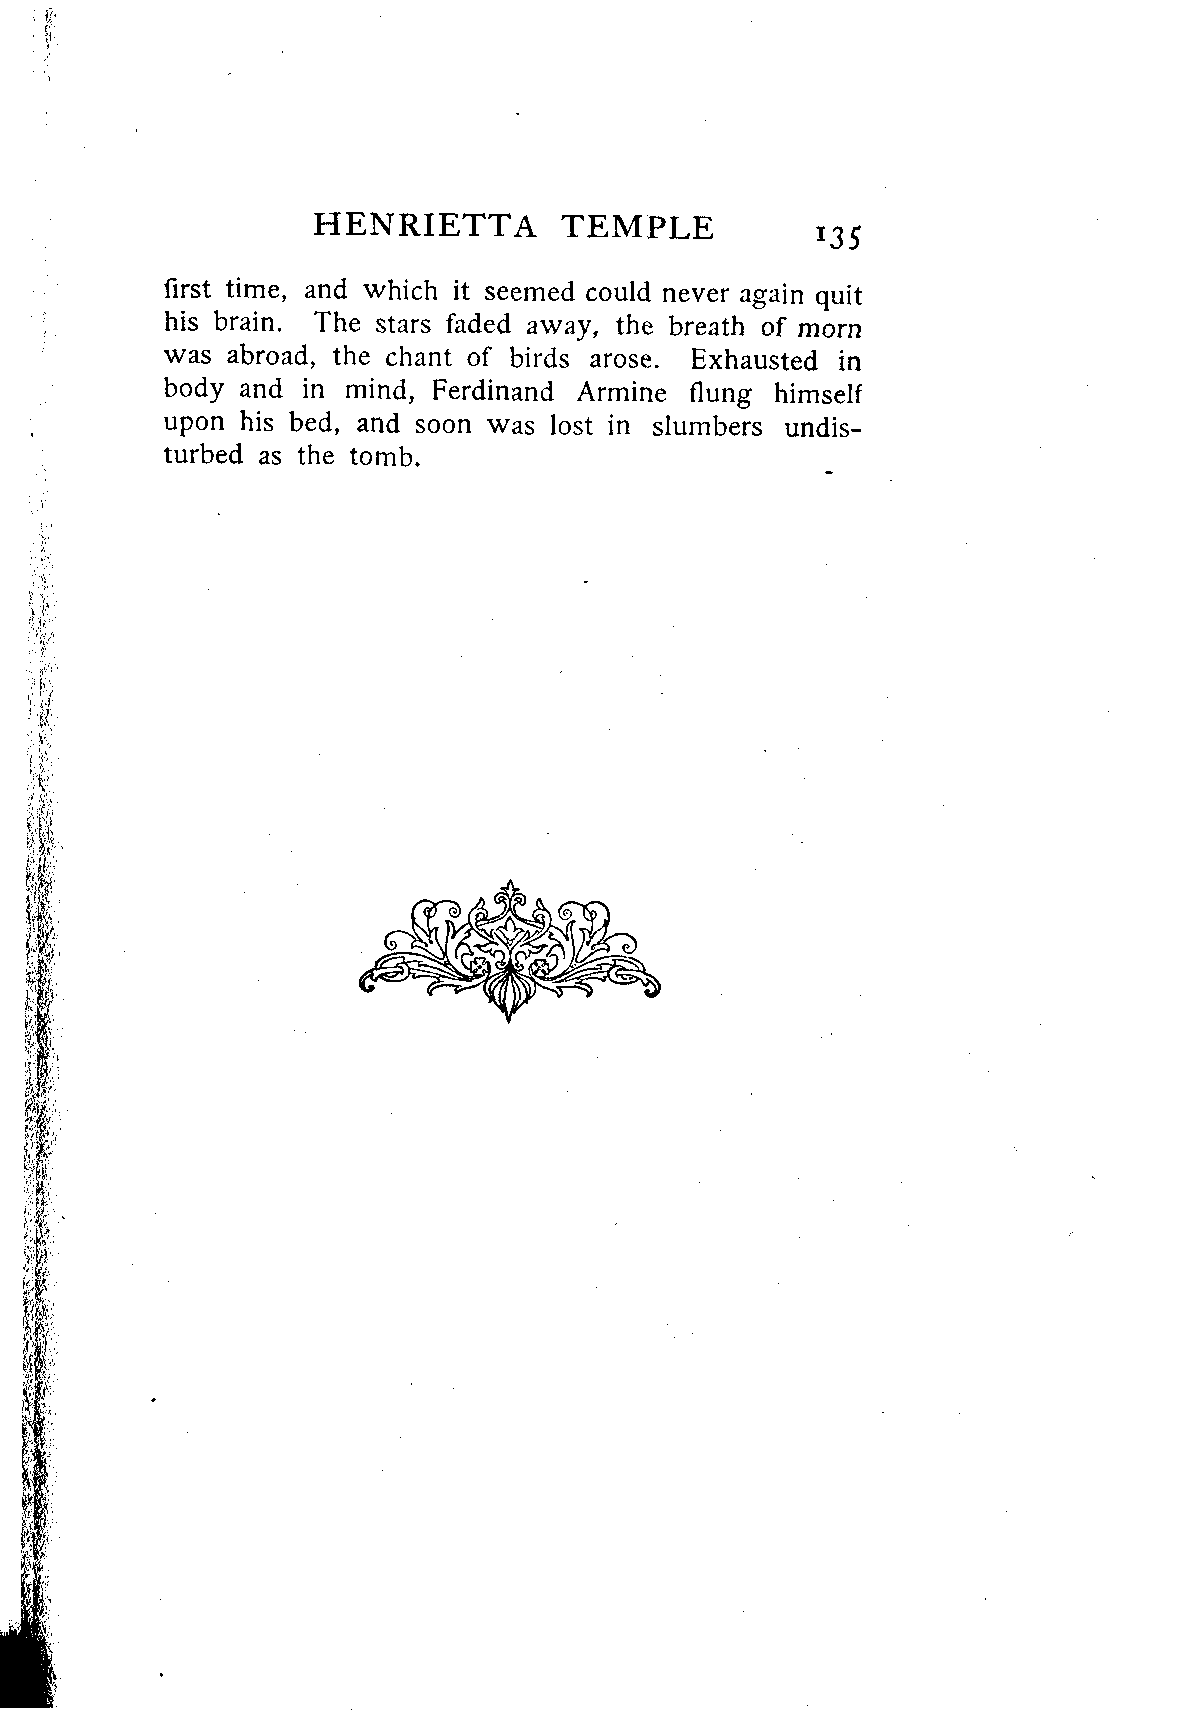 HENRIETTA TEMPLE 135
first time, and which it seemed could never again quit
his brain. The stars faded away, the breath of morn
was abroad, the chant of birds arose. Exhausted in
body and in mind, Ferdinand Armine flung himself
upon his bed, and soon was lost in slumbers undis-
turbed as the tomb.